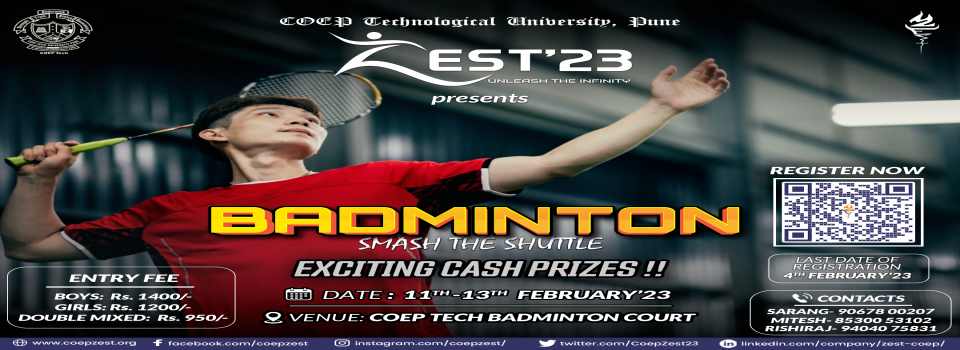 COEP Technological University, Pune
ZEST'23
UNLEASH THE INFINITY
presents
COEP Tech
BADMINTON
SMASH THE SHUTTLE
EXCITING CASH PRIZES !!
DATE : 11TH-13TH FEBRUARY'23
VENUE: COEP TECH BADMINTON COURT
ENTRY FEE
BOYS: Rs. 1400/-
GIRLS: Rs. 1200/-
DOUBLE MIXED: Rs. 950/-
REGISTER NOW
LAST DATE OF
REGISTRATION
4TH FEBRUARY'23
CONTACTS
SARANG- 90678 00207
MITESH- 85300 53102
RISHIRAJ- 94040 75831
www.coepzest.org
facebook.com/coepzest
instagram.com/coepzest/
twitter.com/CoepZest23
linkedin.com/company/zest-coep/